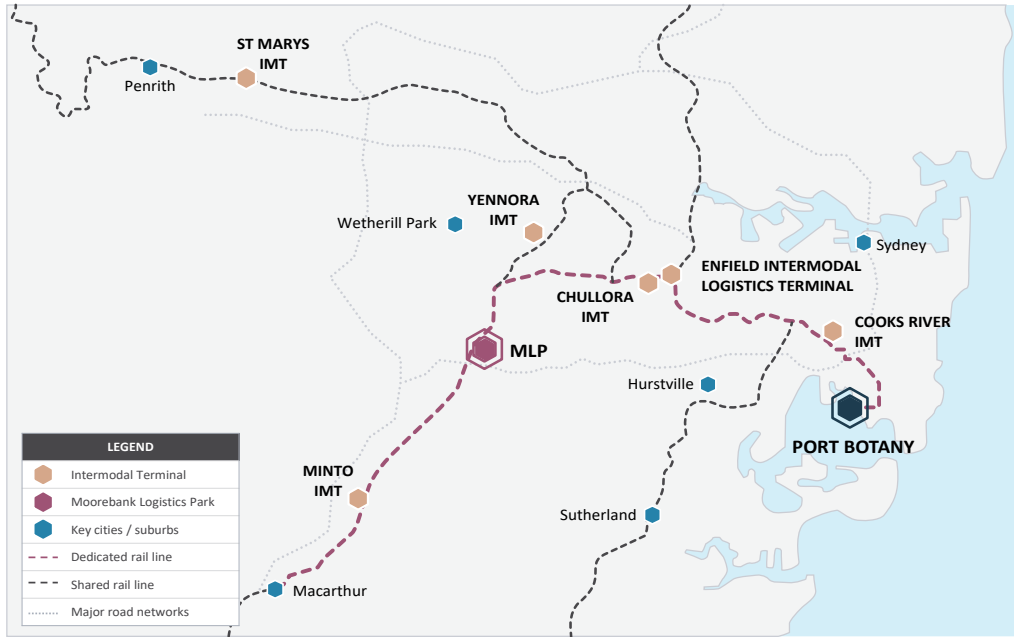 ST MARYS
IMT
Penrith
YENNORA
IMT
Wetherill Park
Sydney
ENFIELD INTERMODAL
LOGISTICS TERMINAL
CHULLORA
IMT
COOKS RIVER
IMT
MLP
Hurstville
PORT BOTANY
MINTO
IMT
Sutherland
Macarthur
LEGEND
Intermodal Terminal
Moorebank Logistics Park
Key cities / suburbs
Dedicated rail line
Shared rail line
Major road networks